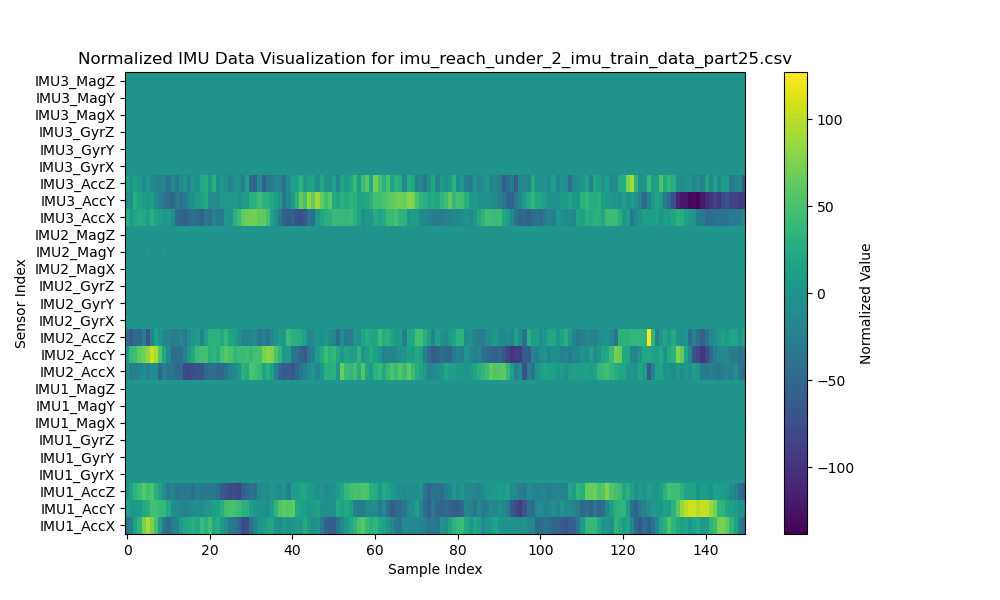 Normalized IMU Data Visualization for imu_reach_under_2_imu_train_data_part25.csv
IMU3_MagZ
IMU3_MagY
IMU3_MagX
IMU3_GyrZ
IMU3_GyrY
IMU3_GyrX
IMU3_AccZ
IMU3_AccY
IMU3_AccX
IMU2_MagZ
IMU2_MagY
IMU2_MagX
IMU2_GyrZ
IMU2_GyrY
IMU2_GyrX
IMU2_AccZ
IMU2_AccY
IMU2_AccX
IMU1_MagZ
IMU1_MagY
IMU1_MagX
IMU1_GyrZ
IMU1_GyrY
IMU1_GyrX
IMU1_AccZ
IMU1_AccY
IMU1_AccX
Sensor Index
0 20 40 60 80 100 120 140
Sample Index
100
50
0
−50
−100
Normalized Value